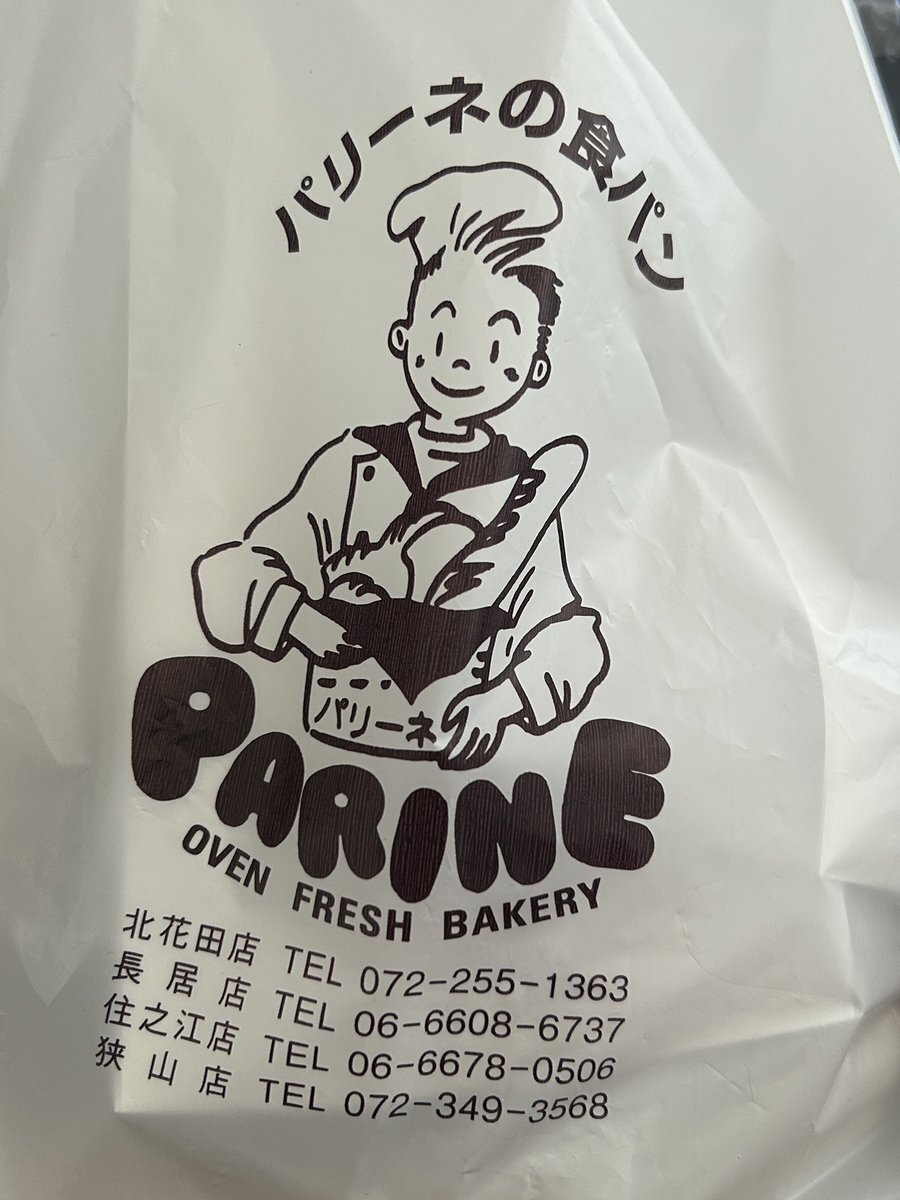 パリーネの食パン
パリーネ
PARINE
OVEN FRESH BAKERY
北花田店 TEL 072-255-1363
長居店 TEL 06-6608-6737
住之江店 TEL 06-6678-0506
狭山店 TEL 072-349-3568